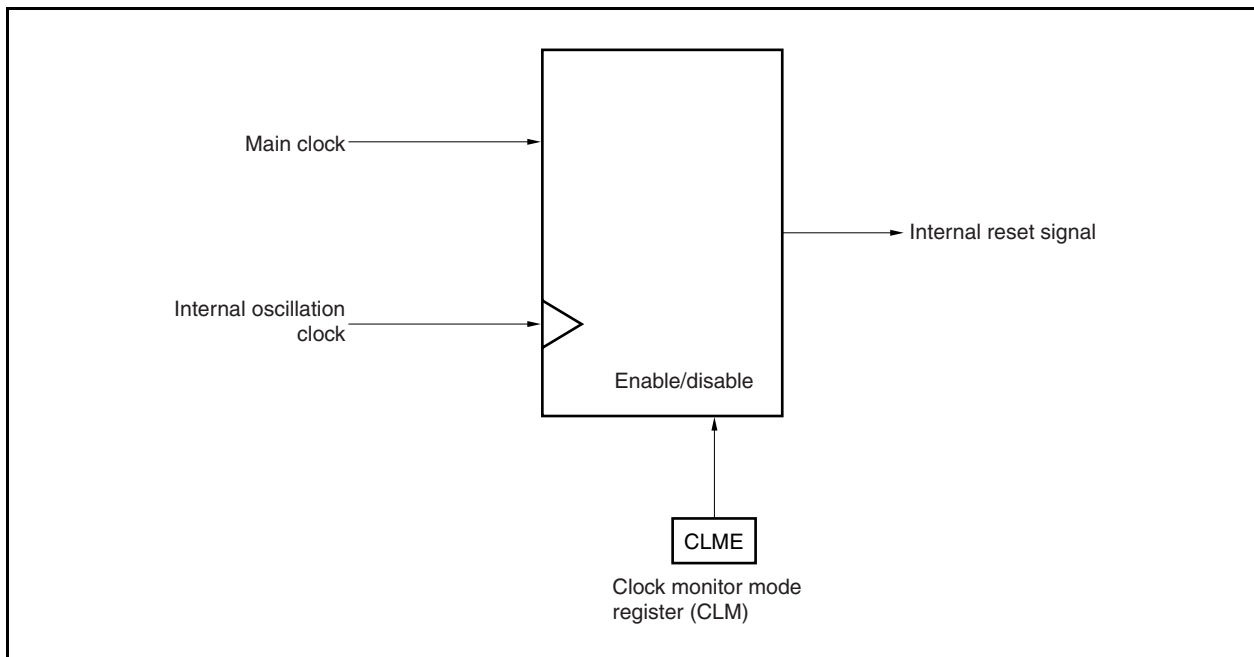 Main clock
Internal reset signal
Internal oscillation
clock
Enable/disable
CLME
Clock monitor mode
register (CLM)